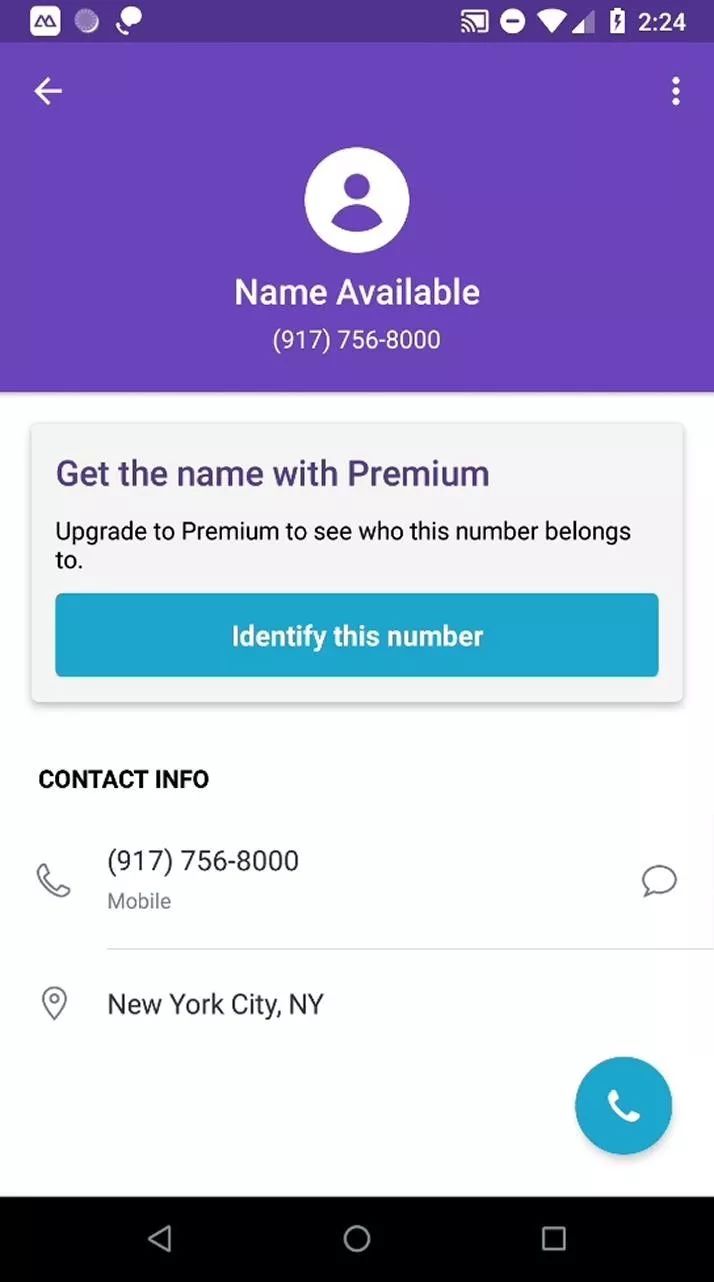 2:24
Name Available
(917) 756-8000
Get the name with Premium
Upgrade to Premium to see who this number belongs
to.
Identify this number
CONTACT INFO
(917) 756-8000
Mobile
New York City, NY